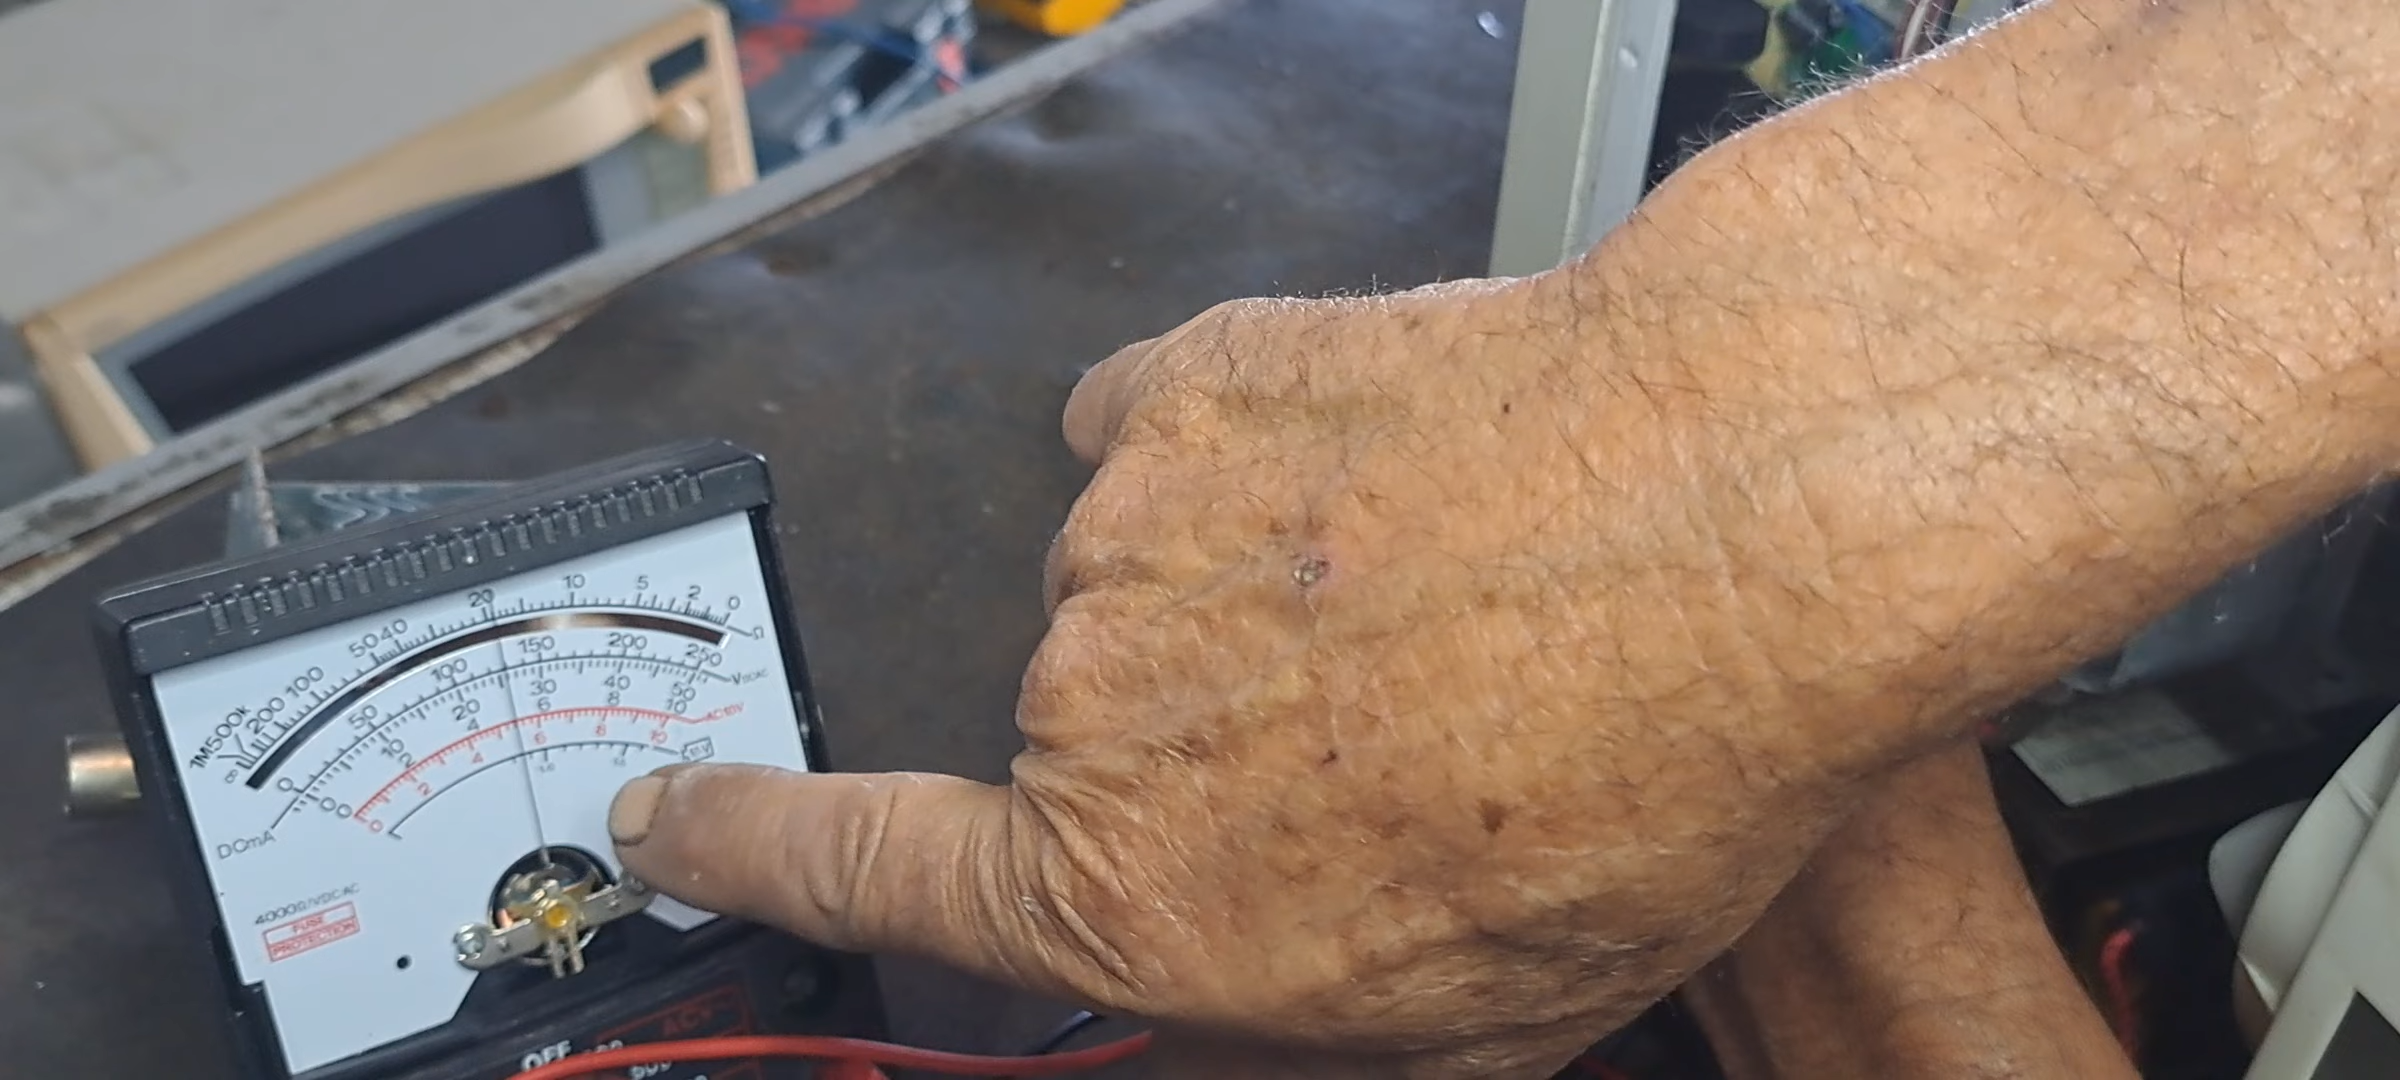 1M 500k 200 100 50 40 20 10 5 2 0
∞ Ω
0 50 100 150 200 250
0 10 20 30 40 50
0 2 4 6 8 10
AC10V
0 2 4 6 8 10
DCmA
4000Ω/VDC·AC
FUSE
PROTECTION
OFF